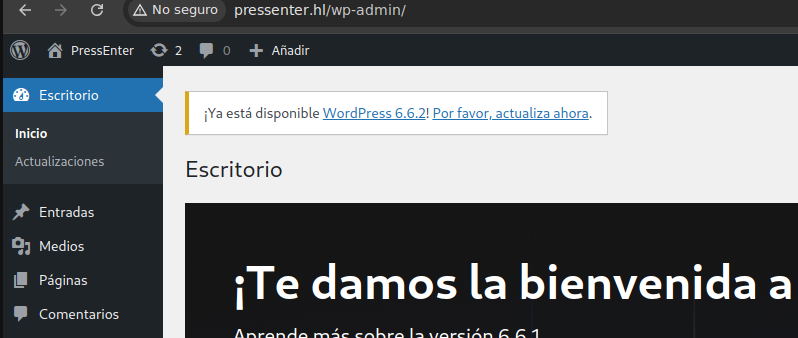 No seguro pressenter.hl/wp-admin/
PressEnter 2 0 Añadir
Escritorio
Inicio
Actualizaciones
Entradas
Medios
Páginas
Comentarios
¡Ya está disponible WordPress 6.6.2! Por favor, actualiza ahora.
Escritorio
¡Te damos la bienvenida a
Aprende más sobre la versión 6.6.1